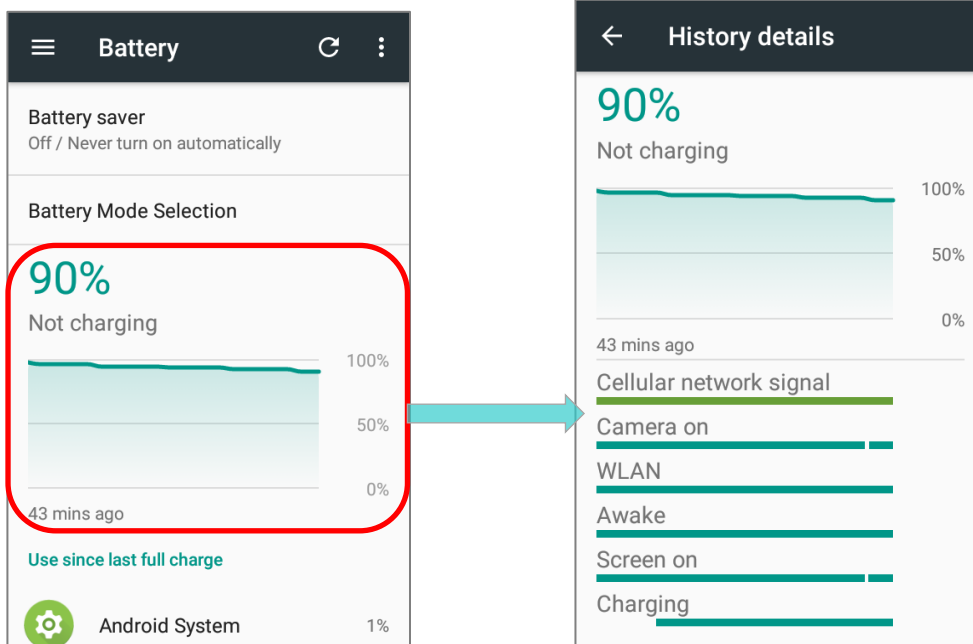 Battery
Battery saver
Off / Never turn on automatically
Battery Mode Selection
90%
Not charging
100%
50%
0%
43 mins ago
Use since last full charge
Android System 1%
History details
90%
Not charging
100%
50%
0%
43 mins ago
Cellular network signal
Camera on
WLAN
Awake
Screen on
Charging